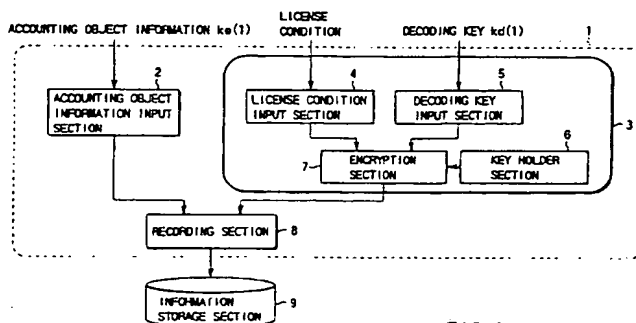 ACCOUNTING OBJECT INFORMATION ke(1)
LICENSE
CONDITION
DECODING KEY kd(1)
1
2
ACCOUNTING OBJECT
INFORMATION INPUT
SECTION
4
LICENSE CONDITION
INPUT SECTION
5
DECODING KEY
INPUT SECTION
3
7
ENCRYPTION
SECTION
6
KEY HOLDER
SECTION
RECORDING SECTION
8
INFORMATION
STORAGE SECTION
9